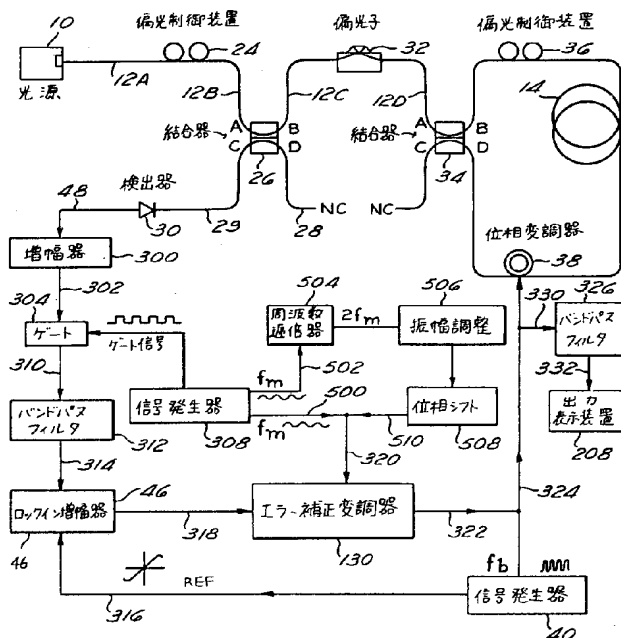 10
光源
12A
偏光制御装置
24
12B
結合器
A
B
C
D
26
12C
偏光子
32
12D
結合器
A
B
C
D
34
偏光制御装置
36
14
48
検出器
30
29
28
NC
NC
位相変調器
38
増幅器
300
302
304
ゲート
ゲート信号
310
信号発生器
308
fm
502
500
fm
504
周波数逓倍器
2fm
506
振幅調整
位相シフト
508
510
320
330
326
バンドパス
フィルタ
332
出力
表示装置
208
バンドパス
フィルタ
312
314
46
ロックイン増幅器
46
318
エラー補正変調器
130
322
324
316
REF
fb
信号発生器
40